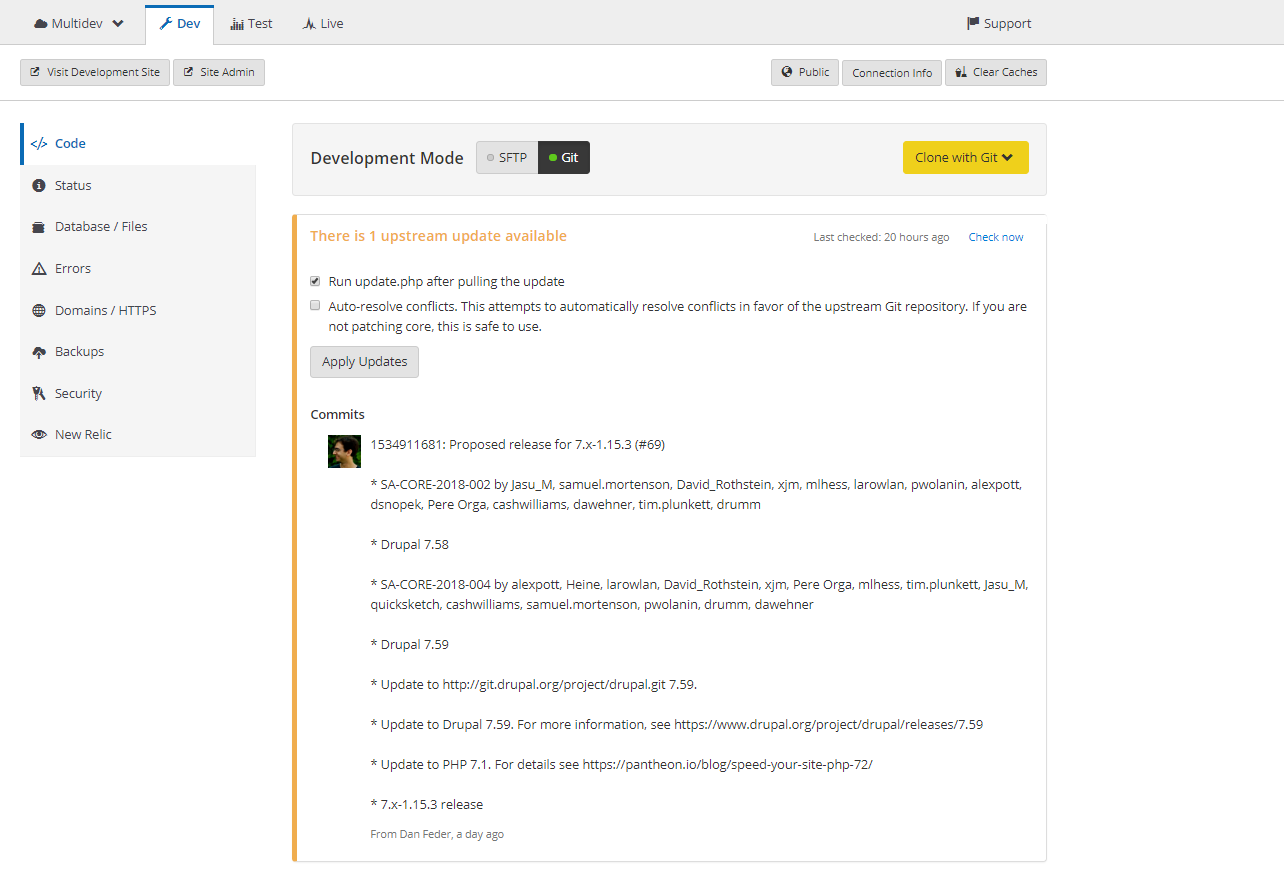 Multidev Dev Test Live Support
Visit Development Site Site Admin Public Connection Info Clear Caches
</> Code
Status
Database / Files
Errors
Domains / HTTPS
Backups
Security
New Relic
Development Mode SFTP Git Clone with Git
There is 1 upstream update available Last checked: 20 hours ago Check now
Run update.php after pulling the update
Auto-resolve conflicts. This attempts to automatically resolve conflicts in favor of the upstream Git repository. If you are
not patching core, this is safe to use.
Apply Updates
Commits
1534911681: Proposed release for 7.x-1.15.3 (#69)
* SA-CORE-2018-002 by Jasu_M, samuel.mortenson, David_Rothstein, xjm, mlhess, larowlan, pwolanin, alexpott,
dsnopek, Pere Orga, cashwilliams, dawehner, tim.plunkett, drumm
* Drupal 7.58
* SA-CORE-2018-004 by alexpott, Heine, larowlan, David_Rothstein, xjm, Pere Orga, mlhess, tim.plunkett, Jasu_M,
quicksketch, cashwilliams, samuel.mortenson, pwolanin, drumm, dawehner
* Drupal 7.59
* Update to http://git.drupal.org/project/drupal.git 7.59.
* Update to Drupal 7.59. For more information, see https://www.drupal.org/project/drupal/releases/7.59
* Update to PHP 7.1. For details see https://pantheon.io/blog/speed-your-site-php-72/
* 7.x-1.15.3 release
From Dan Feder, a day ago